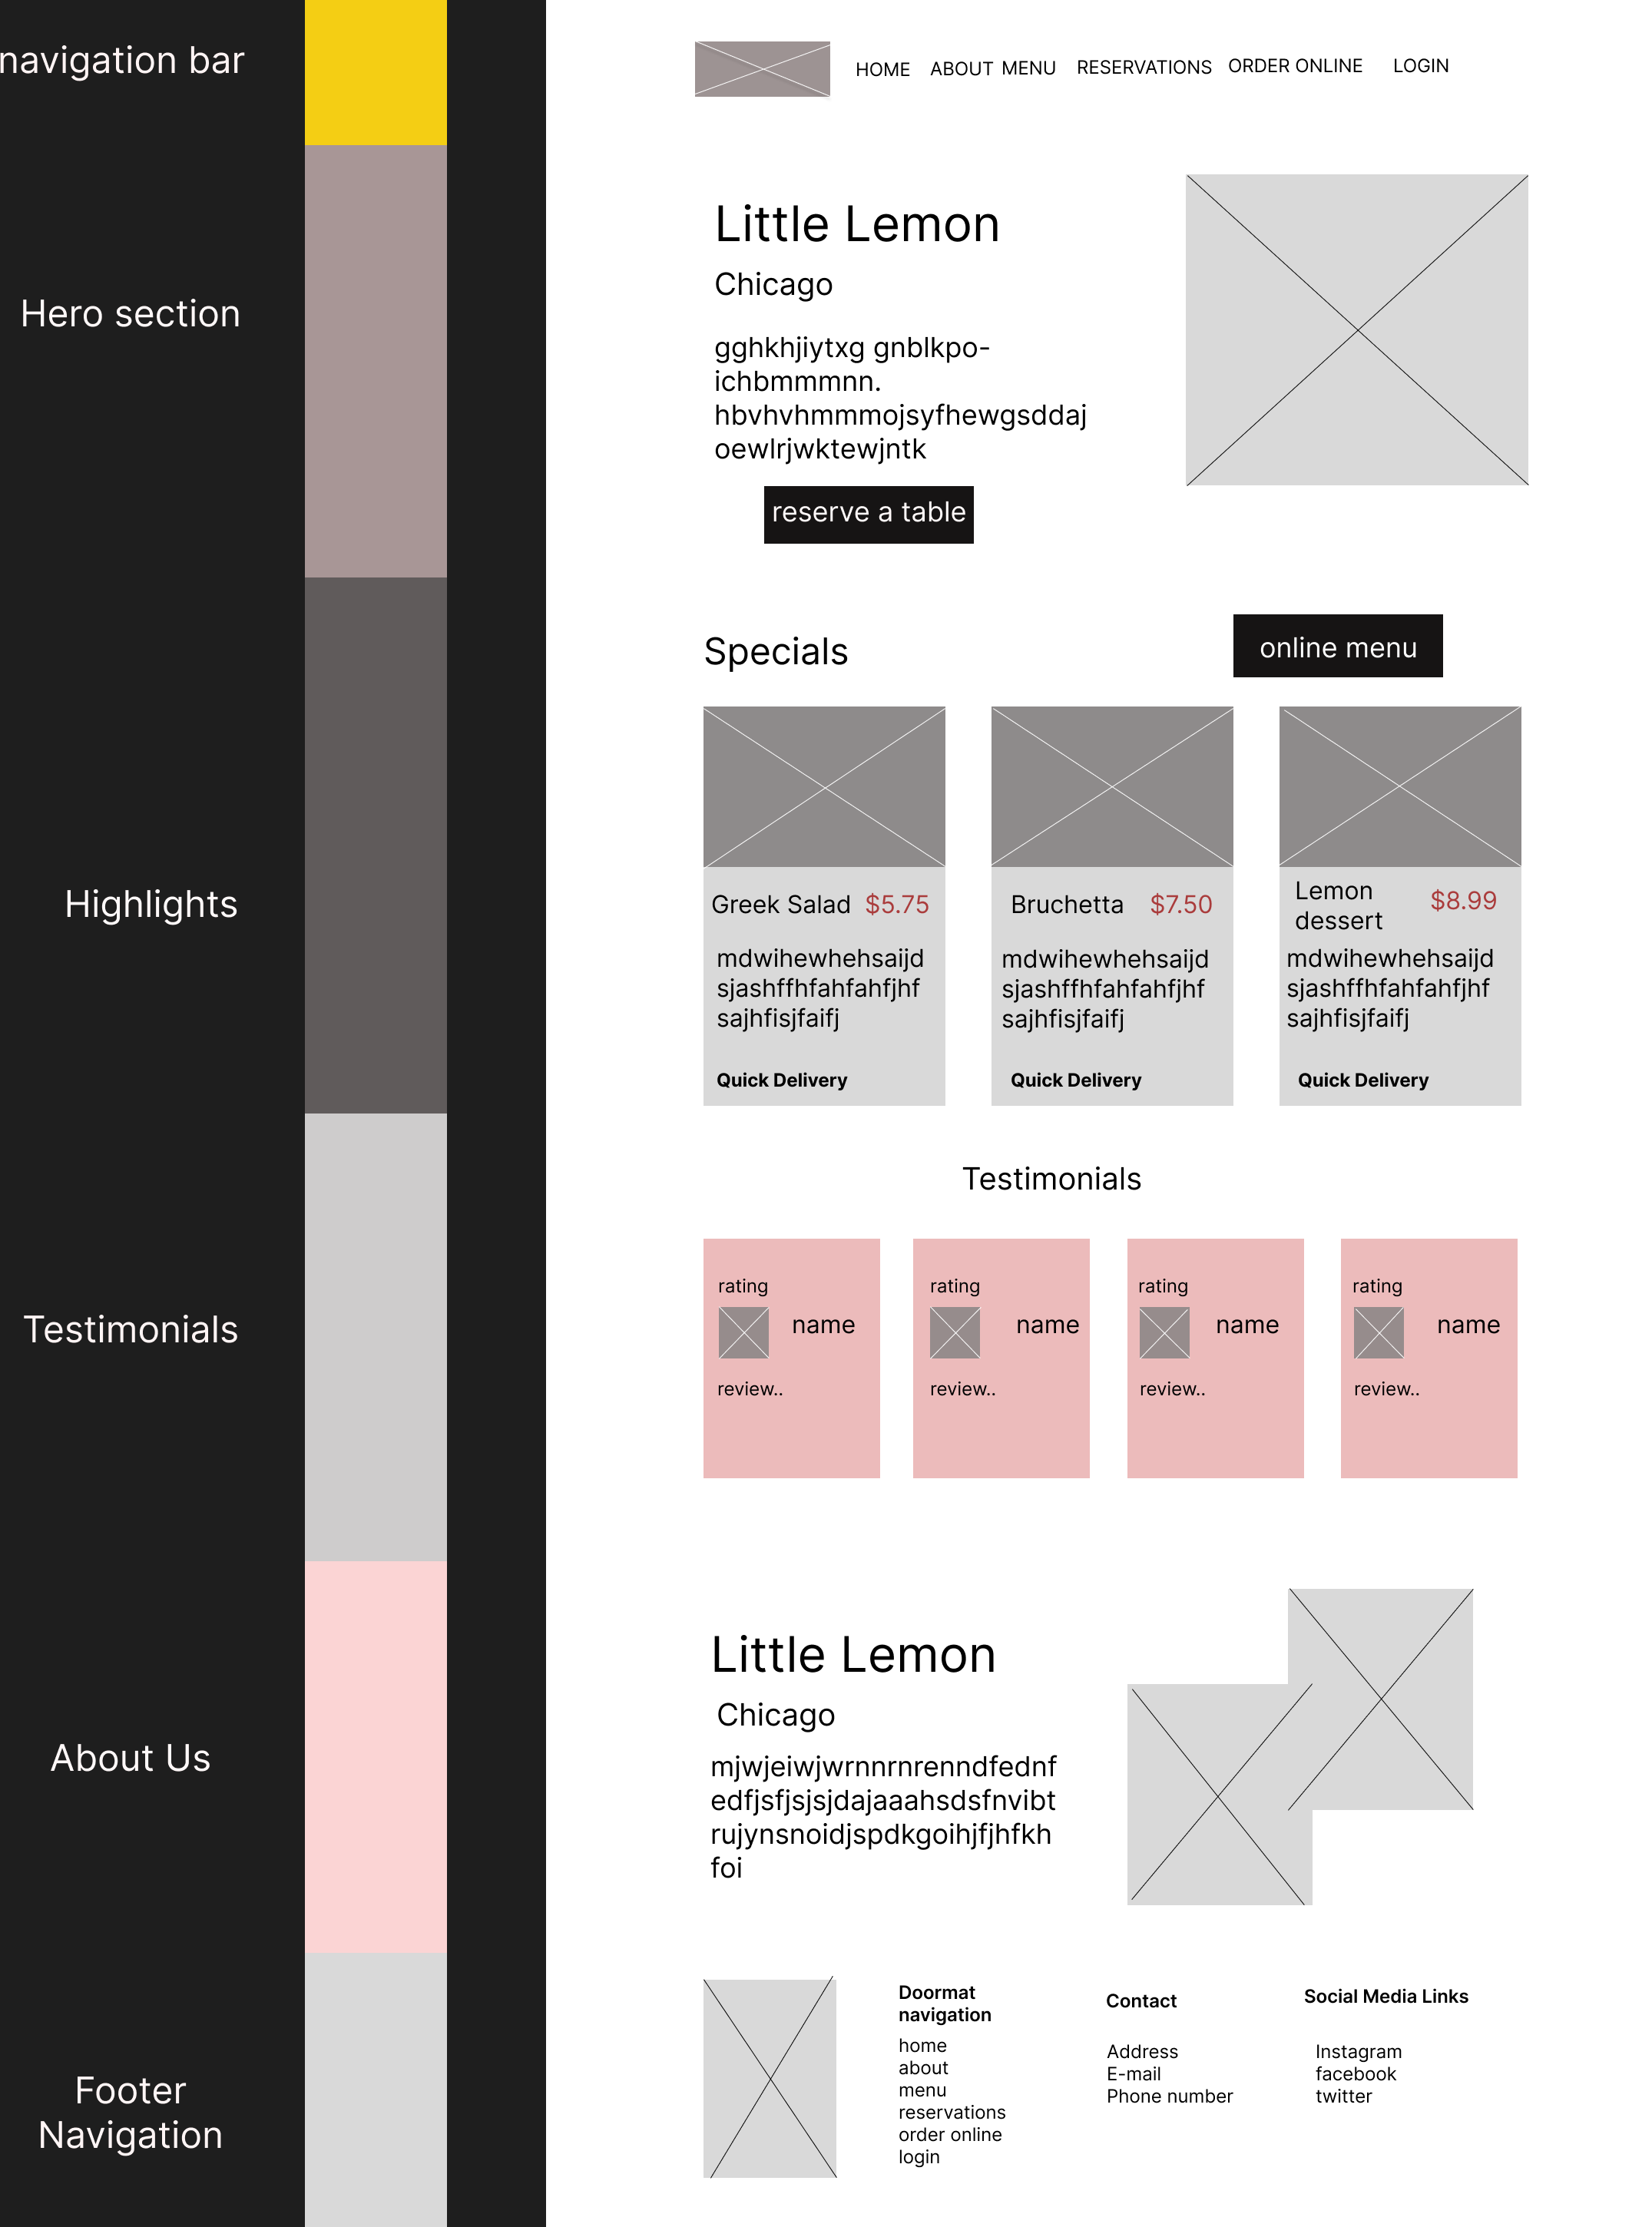 navigation bar
HOME ABOUT MENU RESERVATIONS ORDER ONLINE LOGIN
Hero section
Little Lemon
Chicago
gghkhjiytxg gnblkpo-
ichbmmmnn.
hbvhvhmmmojsyfhewgsddaj
oewlrjwktewjntk
reserve a table
Highlights
Specials
online menu
Greek Salad $5.75
mdwihewhehsaijd
sjashffhfahfahfjhf
sajhfisjfaifj
Quick Delivery
Bruchetta $7.50
mdwihewhehsaijd
sjashffhfahfahfjhf
sajhfisjfaifj
Quick Delivery
Lemon
dessert
$8.99
mdwihewhehsaijd
sjashffhfahfahfjhf
sajhfisjfaifj
Quick Delivery
Testimonials
Testimonials
rating
name
review..
rating
name
review..
rating
name
review..
rating
name
review..
About Us
Little Lemon
Chicago
mjwjeiwjwrnnrnrenndfednf
edfjsfjsjsjdajaaahsdsfnvibt
rujynsnoidjspdkgoihjfjhfkh
foi
Footer
Navigation
Doormat
navigation
home
about
menu
reservations
order online
login
Contact
Address
E-mail
Phone number
Social Media Links
Instagram
facebook
twitter